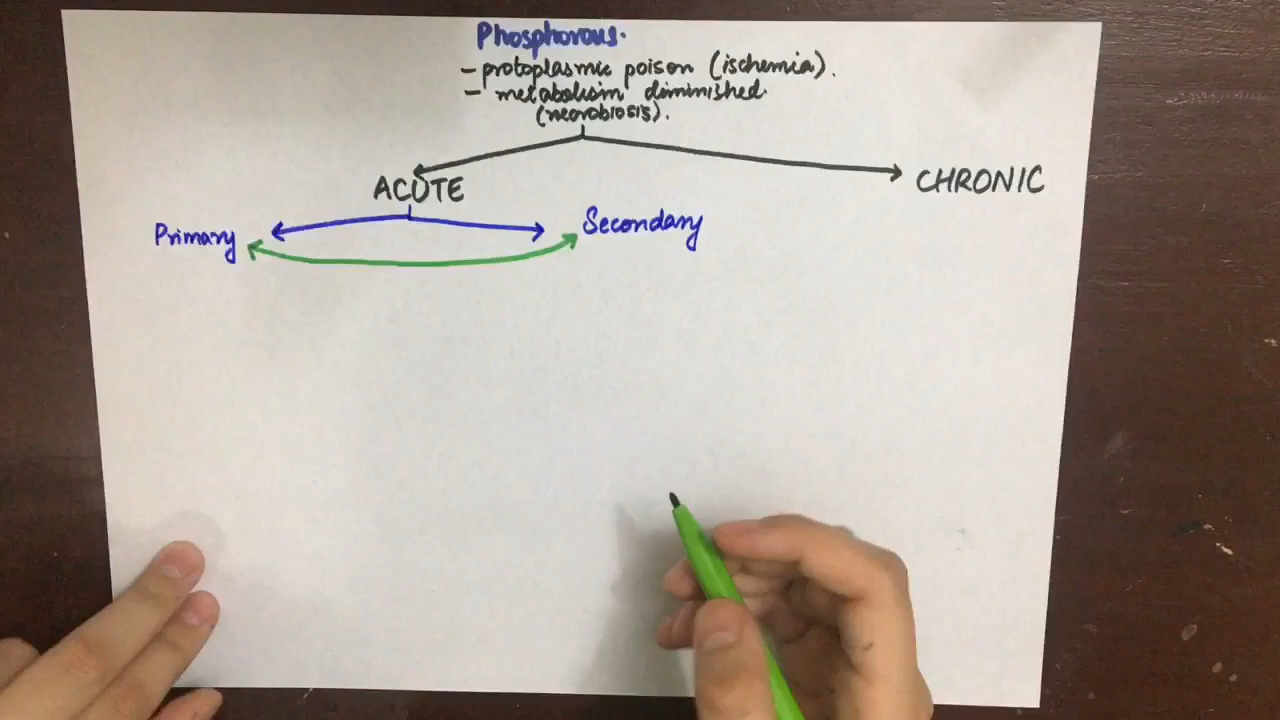 Phosphorous.
- protoplasmic poison (ischemia).
- metabolism diminished.
(necrobiosis).
ACUTE
CHRONIC
Primary
Secondary